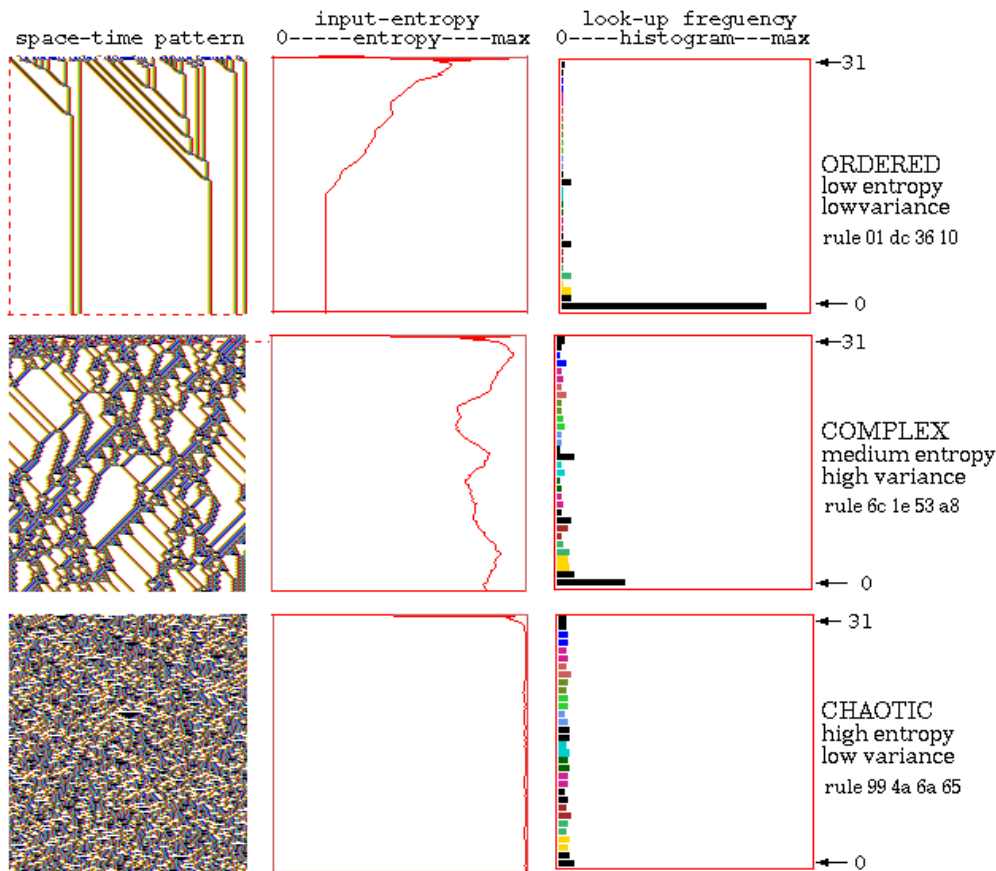 input-entropy
look-up freguency
space-time pattern
0------entropy----max
0----histogram---max
31
ORDERED
low entropy
lowvariance
rule 01 dc 36 10
0
31
COMPLEX
medium entropy
high variance
rule 6c 1e 53 a8
0
31
CHAOTIC
high entropy
low variance
rule 99 4a 6a 65
0